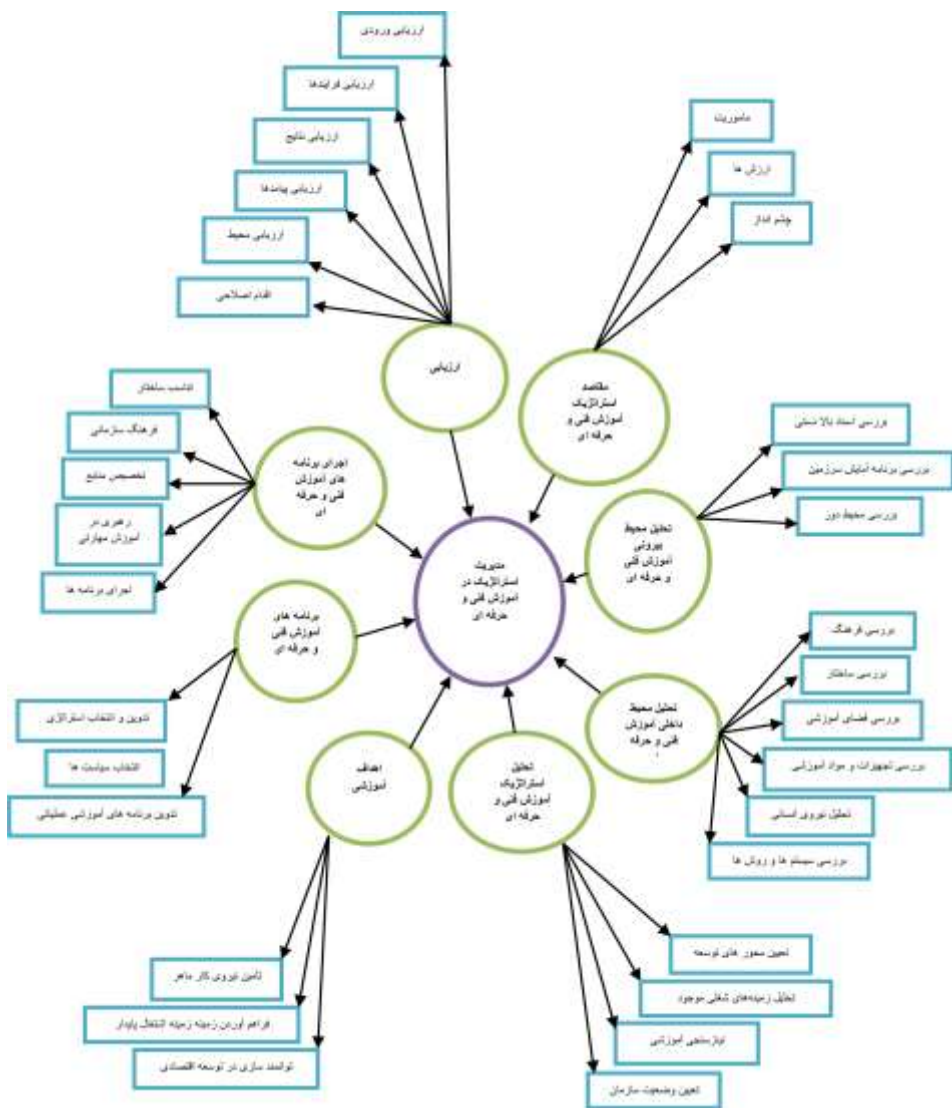 ارزیابی ورودی
ارزیابی فرایندها
ارزیابی نتایج
ارزیابی پیامدها
ارزیابی محیط
اقدام اصلاحی
ارزیابی
ماموریت
ارزش ها
چشم انداز
مقاصد
استراتژیک
آموزش فنی و
حرفه ای
بررسی اسناد بالا دستی
بررسی برنامه آمایش سرزمین
بررسی محیط دور
تحلیل محیط
بیرونی
آموزش فنی
و حرفه ای
بررسی فرهنگ
بررسی ساختار
بررسی فضای آموزشی
بررسی تجهیزات و مواد آموزشی
تحلیل نیروی انسانی
بررسی سیستم ها و روش ها
تحلیل محیط
داخلی آموزش
فنی و حرفه
ا
تعیین محور های توسعه
تحلیل زمینه‌های شغلی موجود
نیازسنجی آموزشی
تعیین وضعیت سازمان
تحلیل
استراتژیک
آموزش فنی و
حرفه ای
اهداف
آموزشی
تأمین نیروی کار ماهر
فراهم آوردن زمینه زمینه اشتغال پایدار
توانمند سازی در توسعه اقتصادی
برنامه های
آموزش فنی
و حرفه ای
تدوین و انتخاب استراتژی
انتخاب سیاست ها
تدوین برنامه های آموزشی عملیاتی
اجرای برنامه
های آموزش
فنی و حرفه
ای
تناسب ساختار
فرهنگ سازمانی
تخصیص منابع
رهبری در
آموزش مهارتی
اجرای برنامه ها
مدیریت
استراتژیک در
آموزش فنی و
حرفه ای